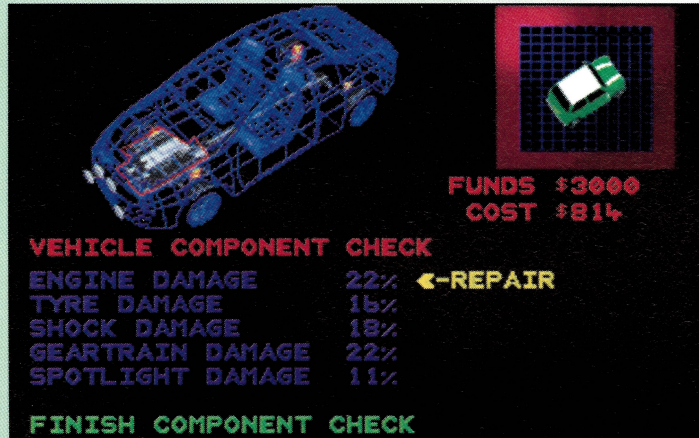 FUNDS $3000
COST $814
VEHICLE COMPONENT CHECK
ENGINE DAMAGE 22% <-REPAIR
TYRE DAMAGE 16%
SHOCK DAMAGE 18%
GEARTRAIN DAMAGE 22%
SPOTLIGHT DAMAGE 11%
FINISH COMPONENT CHECK